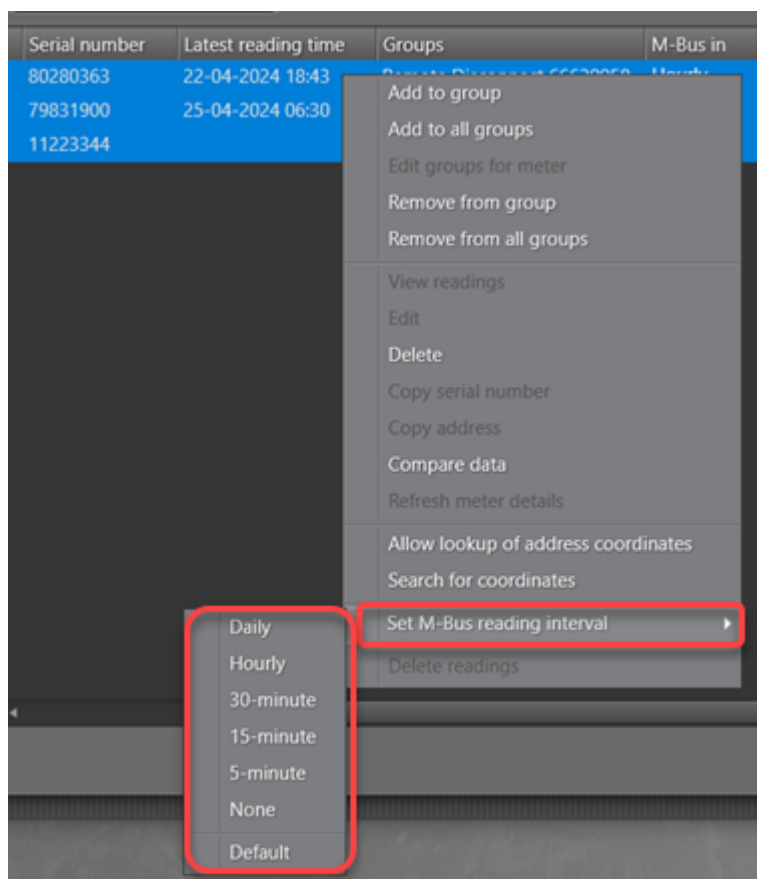 Serial number Latest reading time Groups M-Bus in
80280363 22-04-2024 18:43
79831900 25-04-2024 06:30
11223344
Add to group
Add to all groups
Edit groups for meter
Remove from group
Remove from all groups
View readings
Edit
Delete
Copy serial number
Copy address
Compare data
Refresh meter details
Allow lookup of address coordinates
Search for coordinates
Set M-Bus reading interval
Delete readings
Daily
Hourly
30-minute
15-minute
5-minute
None
Default